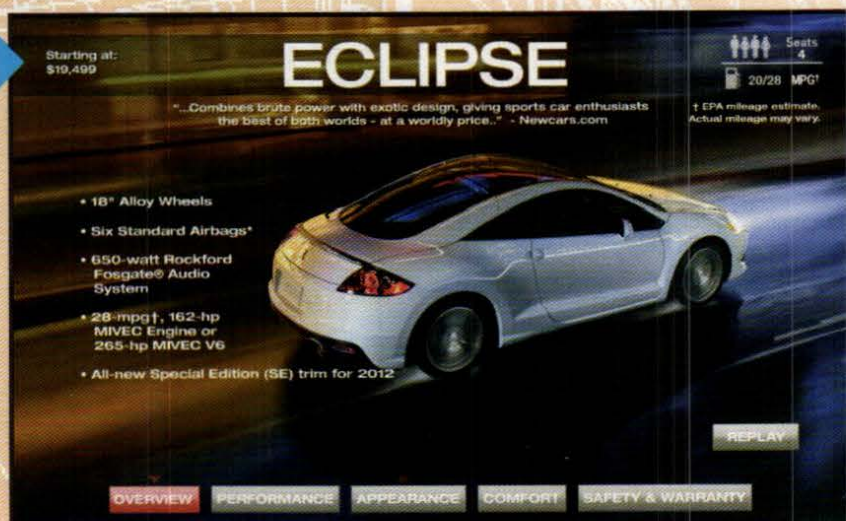 Starting at:
$19,499
ECLIPSE
Seats
4
20/28 MPG†
"...Combines brute power with exotic design, giving sports car enthusiasts
the best of both worlds - at a worldly price.." - Newcars.com
† EPA mileage estimate.
Actual mileage may vary.
• 18" Alloy Wheels
• Six Standard Airbags*
• 650-watt Rockford
Fosgate® Audio
System
• 28-mpg†, 162-hp
MIVEC Engine or
265-hp MIVEC V6
• All-new Special Edition (SE) trim for 2012
REPLAY
OVERVIEW PERFORMANCE APPEARANCE COMFORT SAFETY & WARRANTY